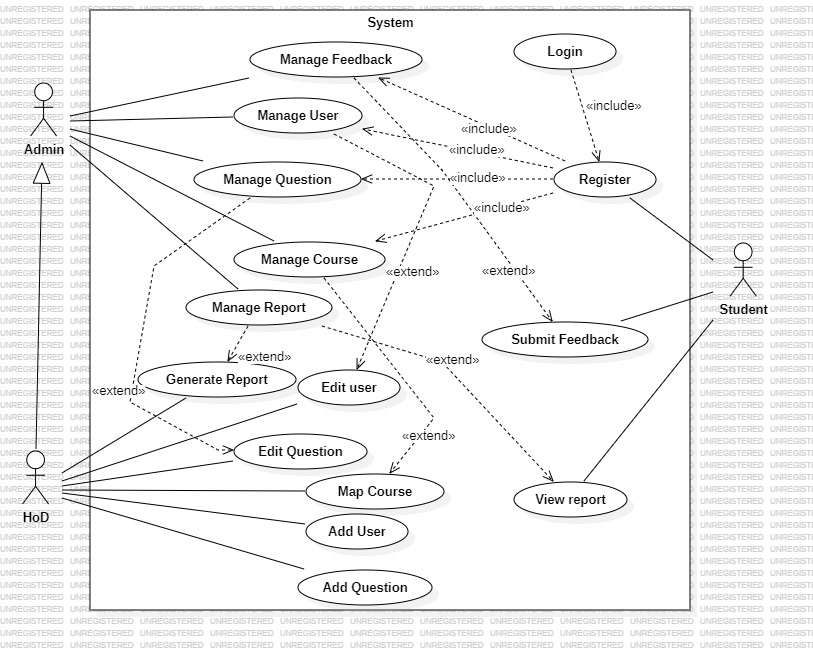 System
Manage Feedback
Login
Manage User
«include»
«include»
Admin
«include»
«include»
Manage Question
Register
«include»
Manage Course
«extend»
«extend»
Manage Report
Student
Submit Feedback
«extend»
«extend»
Generate Report
Edit user
«extend»
«extend»
Edit Question
Map Course
View report
HoD
Add User
Add Question
UNREGISTERED UNREGISTERED UNREGISTERED UNREGISTERED UNREGISTERED UNREGISTERED UNREGISTERED UNREGISTERED UNREGISTERED UNREGISTERED UNREGISTERED